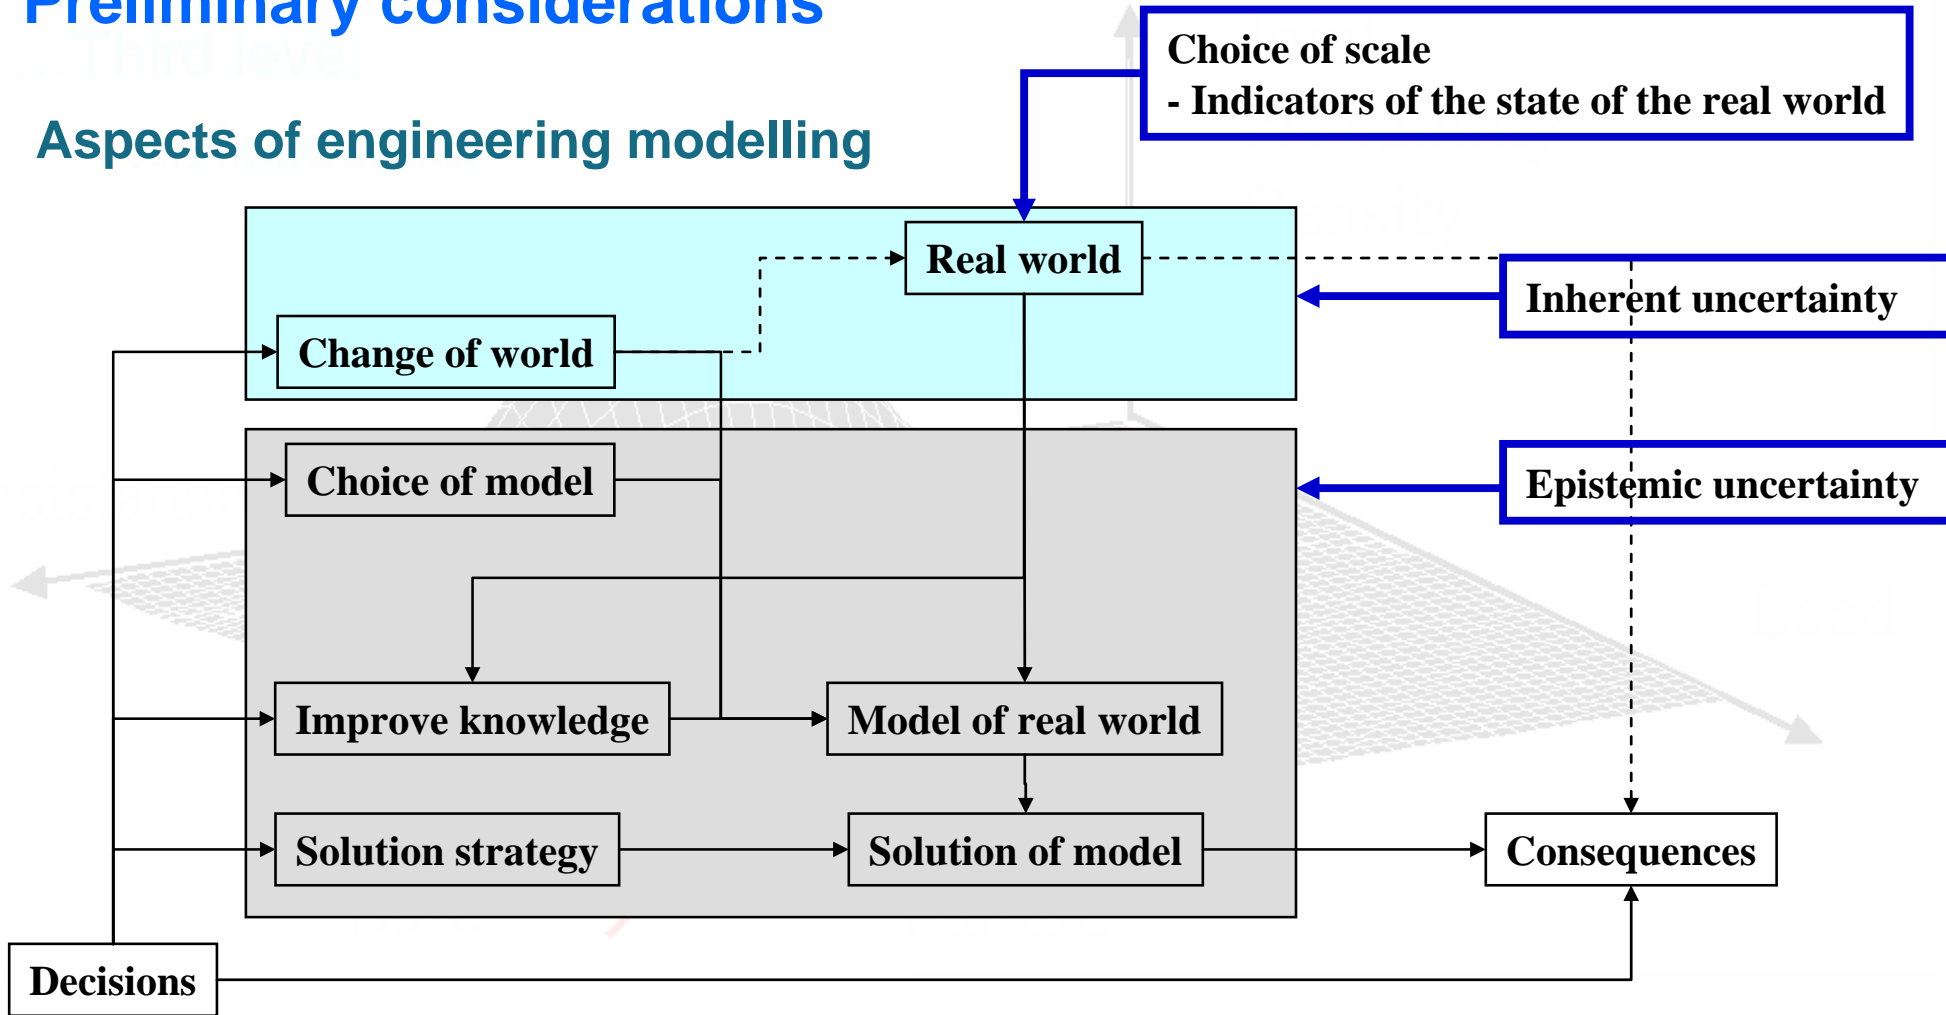 Preliminary considerations
Third level
Aspects of engineering modelling
Choice of scale
- Indicators of the state of the real world
Real world
Inherent uncertainty
Change of world
Choice of model
Epistemic uncertainty
Improve knowledge
Model of real world
Solution strategy
Solution of model
Consequences
Decisions